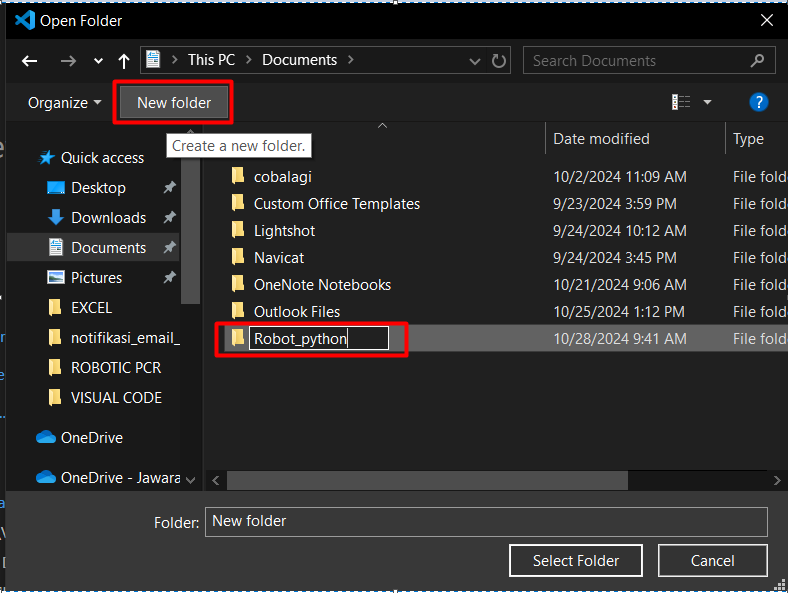 Open Folder
This PC > Documents >
Search Documents
Organize
New folder
?
Create a new folder.
Date modified
Type
Quick access
Desktop
Downloads
Documents
Pictures
EXCEL
notifikasi_email_
ROBOTIC PCR
VISUAL CODE
OneDrive
OneDrive - Jawara
cobalagi 10/2/2024 11:09 AM File fold
Custom Office Templates 9/23/2024 3:59 PM File fold
Lightshot 9/24/2024 10:12 AM File fold
Navicat 9/24/2024 3:45 PM File fold
OneNote Notebooks 10/21/2024 9:06 AM File fold
Outlook Files 10/25/2024 1:12 PM File fold
Robot_python 10/28/2024 9:41 AM File fold
Folder: New folder
Select Folder
Cancel